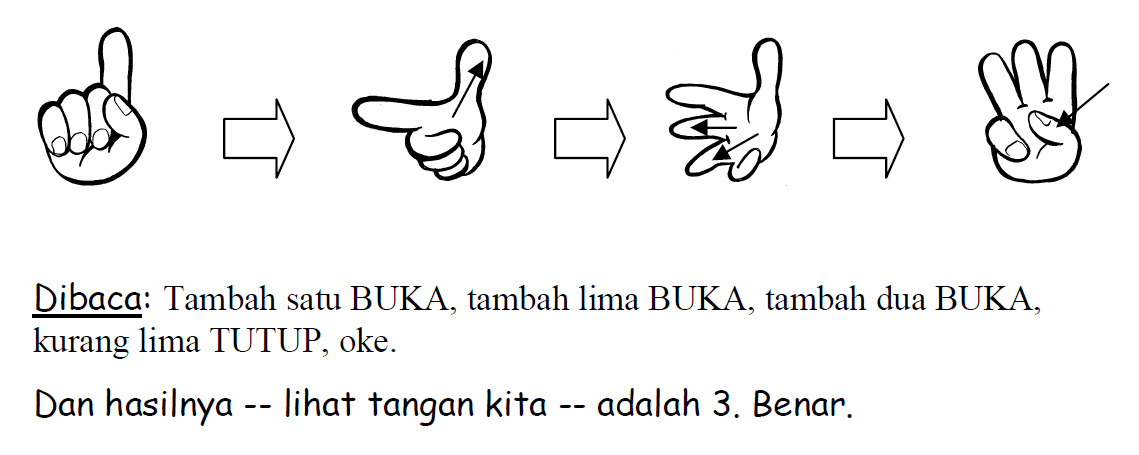 Dibaca: Tambah satu BUKA, tambah lima BUKA, tambah dua BUKA,
kurang lima TUTUP, oke.
Dan hasilnya -- lihat tangan kita -- adalah 3. Benar.